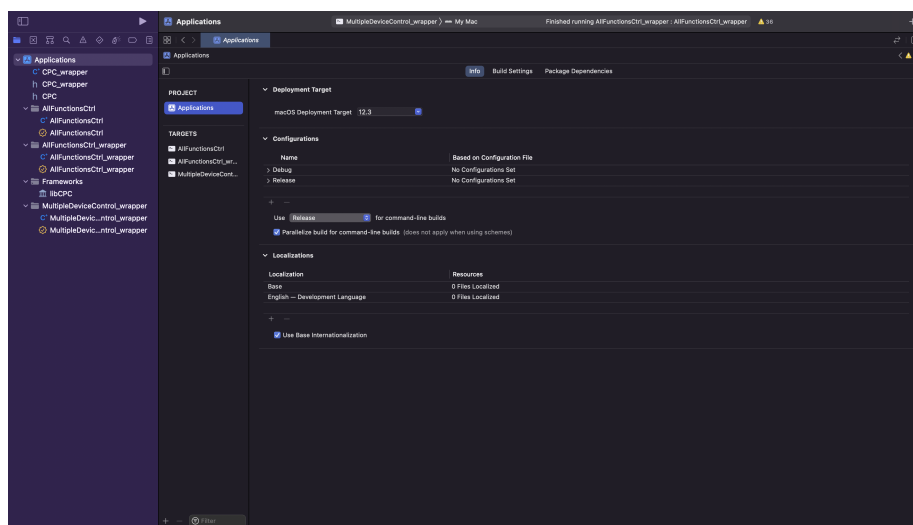 Applications
MultipleDeviceControl_wrapper
My Mac
Finished running AllFunctionsCtrl_wrapper : AllFunctionsCtrl_wrapper
36
Applications
Applications
Applications
CPC_wrapper
CPC_wrapper
CPC
AllFunctionsCtrl
AllFunctionsCtrl
AllFunctionsCtrl
AllFunctionsCtrl_wrapper
AllFunctionsCtrl_wrapper
AllFunctionsCtrl_wrapper
Frameworks
libCPC
MultipleDeviceControl_wrapper
MultipleDevic...ntrol_wrapper
MultipleDevic...ntrol_wrapper
PROJECT
Applications
TARGETS
AllFunctionsCtrl
AllFunctionsCtrl_wr...
MultipleDeviceCont...
Filter
Info Build Settings Package Dependencies
Deployment Target
macOS Deployment Target 12.3
Configurations
Name Based on Configuration File
Debug No Configurations Set
Release No Configurations Set
Use Release for command-line builds
Parallelize build for command-line builds (does not apply when using schemes)
Localizations
Localization Resources
Base 0 Files Localized
English — Development Language 0 Files Localized
Use Base Internationalization